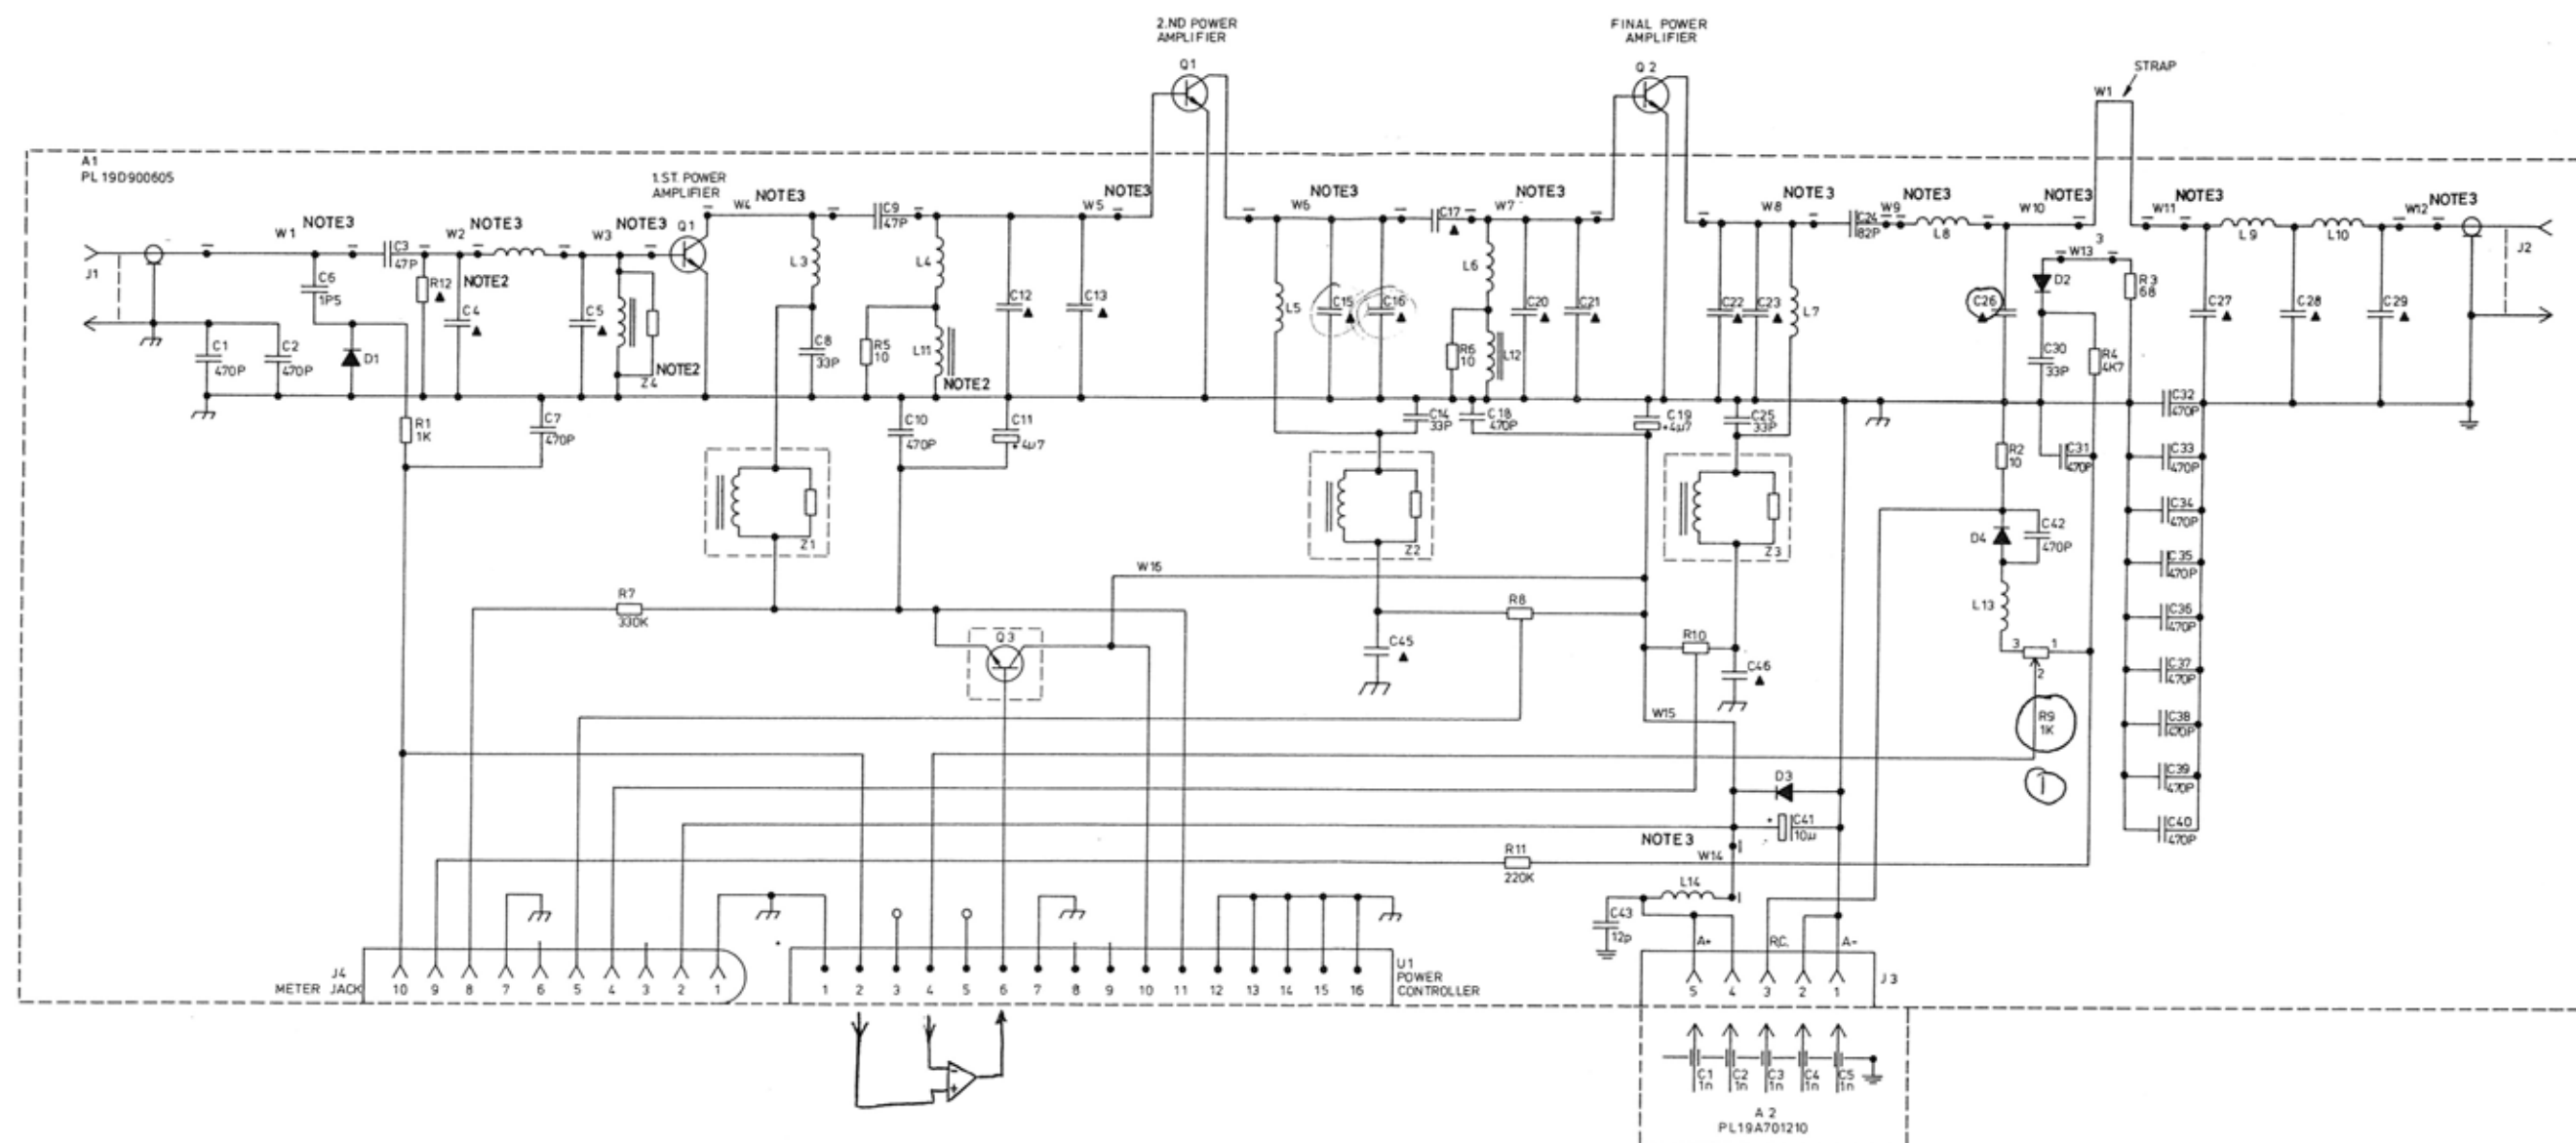 2.ND POWER
AMPLIFIER
FINAL POWER
AMPLIFIER
Q1
Q2
STRAP
W1
A1
PL19D900605
1.ST. POWER
AMPLIFIER
NOTE3
NOTE3
NOTE3
NOTE3
NOTE3
NOTE3
NOTE3
NOTE3
NOTE3
NOTE3
NOTE3
NOTE3
J1
W1
C3
47P
W2
W3
Q1
W4
C9
47P
W5
W6
C17
W7
W8
C24
82P
W9
L8
W10
W11
L9
L10
W12
J2
C6
1P5
R12
NOTE2
C4
C5
L3
L4
C12
C13
L5
C15
C16
L6
C20
C21
C22
C23
L7
C26
3
W13
D2
R3
68
C27
C28
C29
C1
470P
C2
470P
D1
Z4
NOTE2
C8
33P
R5
10
L11
NOTE2
R6
10
L12
C30
33P
R4
4K7
R1
1K
C7
470P
C10
470P
C11
+ 4µ7
C14
33P
C18
470P
C19
+4µ7
C25
33P
C32
470P
R2
10
C31
470P
C33
470P
Z1
Z2
Z3
C34
470P
D4
C42
470P
C35
470P
W16
R7
330K
R8
L13
C36
470P
Q3
C45
R10
C46
3
1
2
C37
470P
W15
R9
1K
C38
470P
D3
1
C39
470P
NOTE3
+
C41
10µ
C40
470P
R11
220K
W14
L14
C43
12p
A+
R.C.
A-
J4
METER JACK
10
9
8
7
6
5
4
3
2
1
1
2
3
4
5
6
7
8
9
10
11
12
13
14
15
16
U1
POWER
CONTROLLER
5
4
3
2
1
J3
-
+
C1
1n
C2
1n
C3
1n
C4
1n
C5
1n
A2
PL19A701210